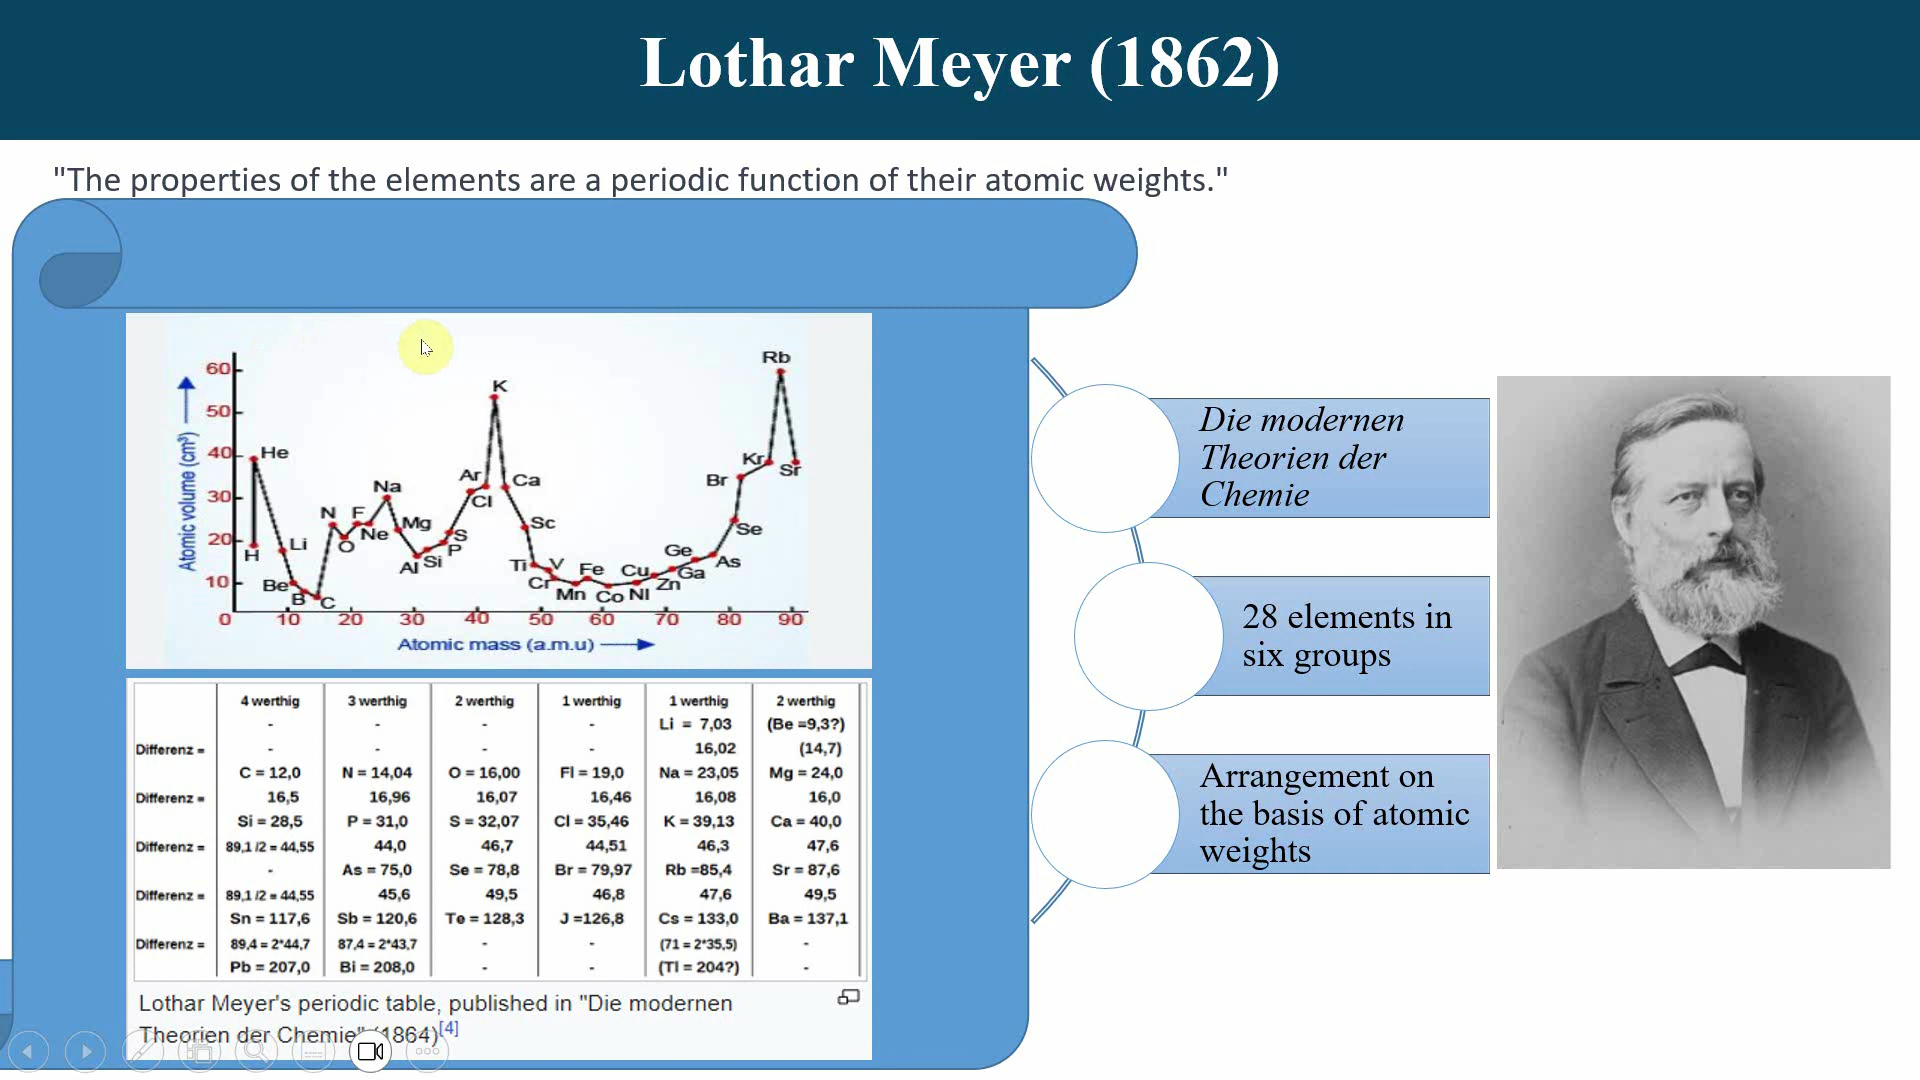 Lothar Meyer (1862)
"The properties of the elements are a periodic function of their atomic weights."
Atomic volume (cm³)
60
50
40
30
20
10
0 10 20 30 40 50 60 70 80 90
Atomic mass (a.m.u)
H
He
Li
Be
B
C
N
O
F
Ne
Na
Mg
Al
Si
P
S
Cl
Ar
K
Ca
Sc
Ti
V
Cr
Mn
Fe
Co
NI
Cu
Zn
Ga
Ge
As
Se
Br
Kr
Rb
Sr
4 werthig 3 werthig 2 werthig 1 werthig 1 werthig 2 werthig
- - - - Li = 7,03 (Be =9,3?)
Differenz = - - - - 16,02 (14,7)
C = 12,0 N = 14,04 O = 16,00 Fl = 19,0 Na = 23,05 Mg = 24,0
Differenz = 16,5 16,96 16,07 16,46 16,08 16,0
Si = 28,5 P = 31,0 S = 32,07 Cl = 35,46 K = 39,13 Ca = 40,0
Differenz = 89,1 /2 = 44,55 44,0 46,7 44,51 46,3 47,6
- As = 75,0 Se = 78,8 Br = 79,97 Rb =85,4 Sr = 87,6
Differenz = 89,1 /2 = 44,55 45,6 49,5 46,8 47,6 49,5
Sn = 117,6 Sb = 120,6 Te = 128,3 J =126,8 Cs = 133,0 Ba = 137,1
Differenz = 89,4 = 2*44,7 87,4 = 2*43,7 - - (71 = 2*35,5) -
Pb = 207,0 Bi = 208,0 - - (Tl = 204?) -
Lothar Meyer's periodic table, published in "Die modernen
Theorien der Chemie" (1864)[4]
Die modernen
Theorien der
Chemie
28 elements in
six groups
Arrangement on
the basis of atomic
weights